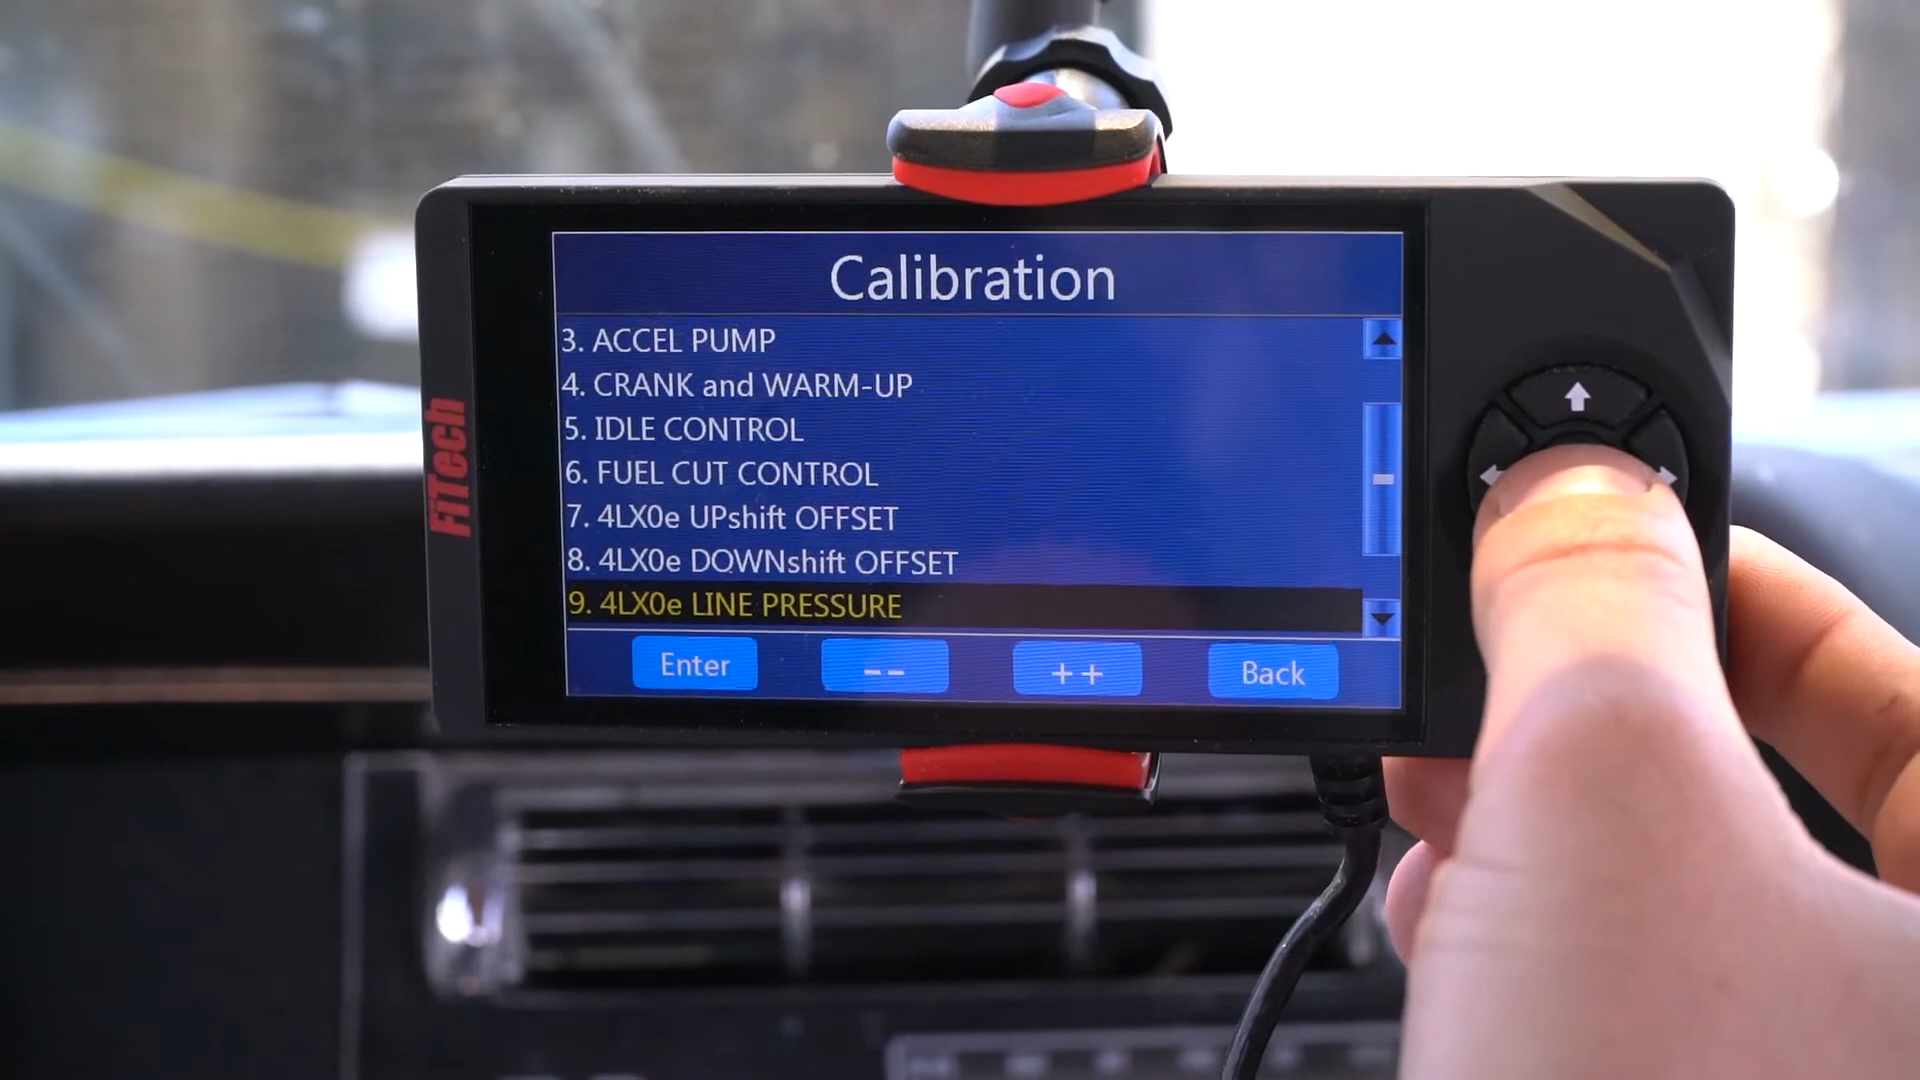 Calibration
3. ACCEL PUMP
4. CRANK and WARM-UP
5. IDLE CONTROL
6. FUEL CUT CONTROL
7. 4LX0e UPshift OFFSET
8. 4LX0e DOWNshift OFFSET
9. 4LX0e LINE PRESSURE
Enter
--
++
Back
FiTech